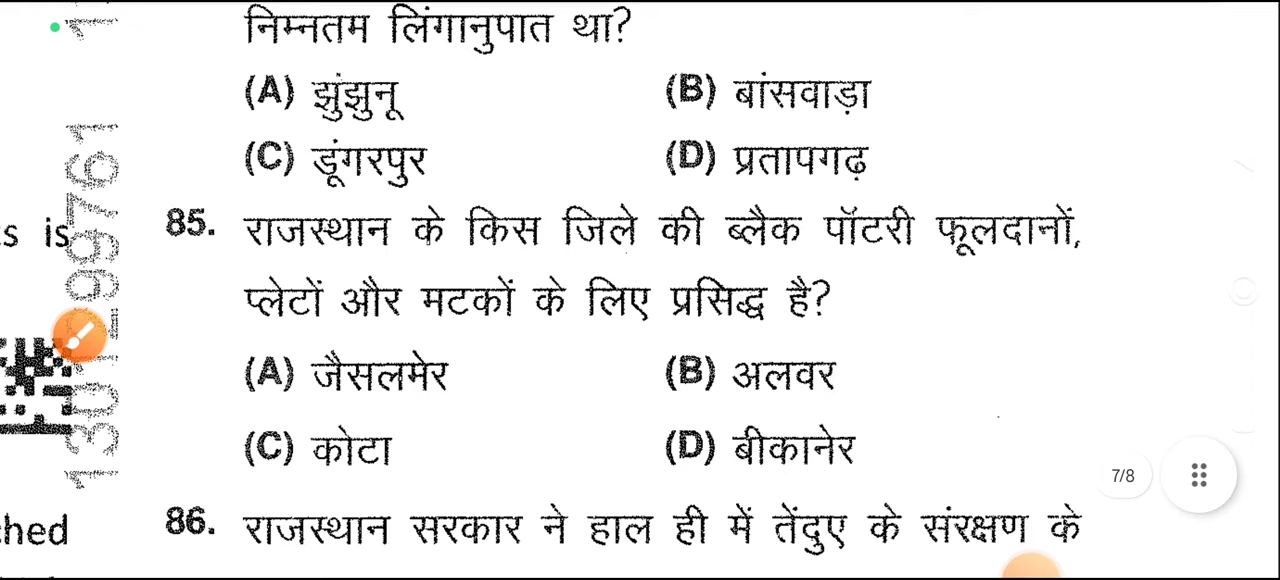 निम्नतम लिंगानुपात था?
(A) झुंझुनू (B) बांसवाड़ा
(C) डूंगरपुर (D) प्रतापगढ़
s is
85. राजस्थान के किस जिले की ब्लैक पॉटरी फूलदानों,
प्लेटों और मटकों के लिए प्रसिद्ध है?
(A) जैसलमेर (B) अलवर
(C) कोटा (D) बीकानेर
7/8
ched
86. राजस्थान सरकार ने हाल ही में तेंदुए के संरक्षण के